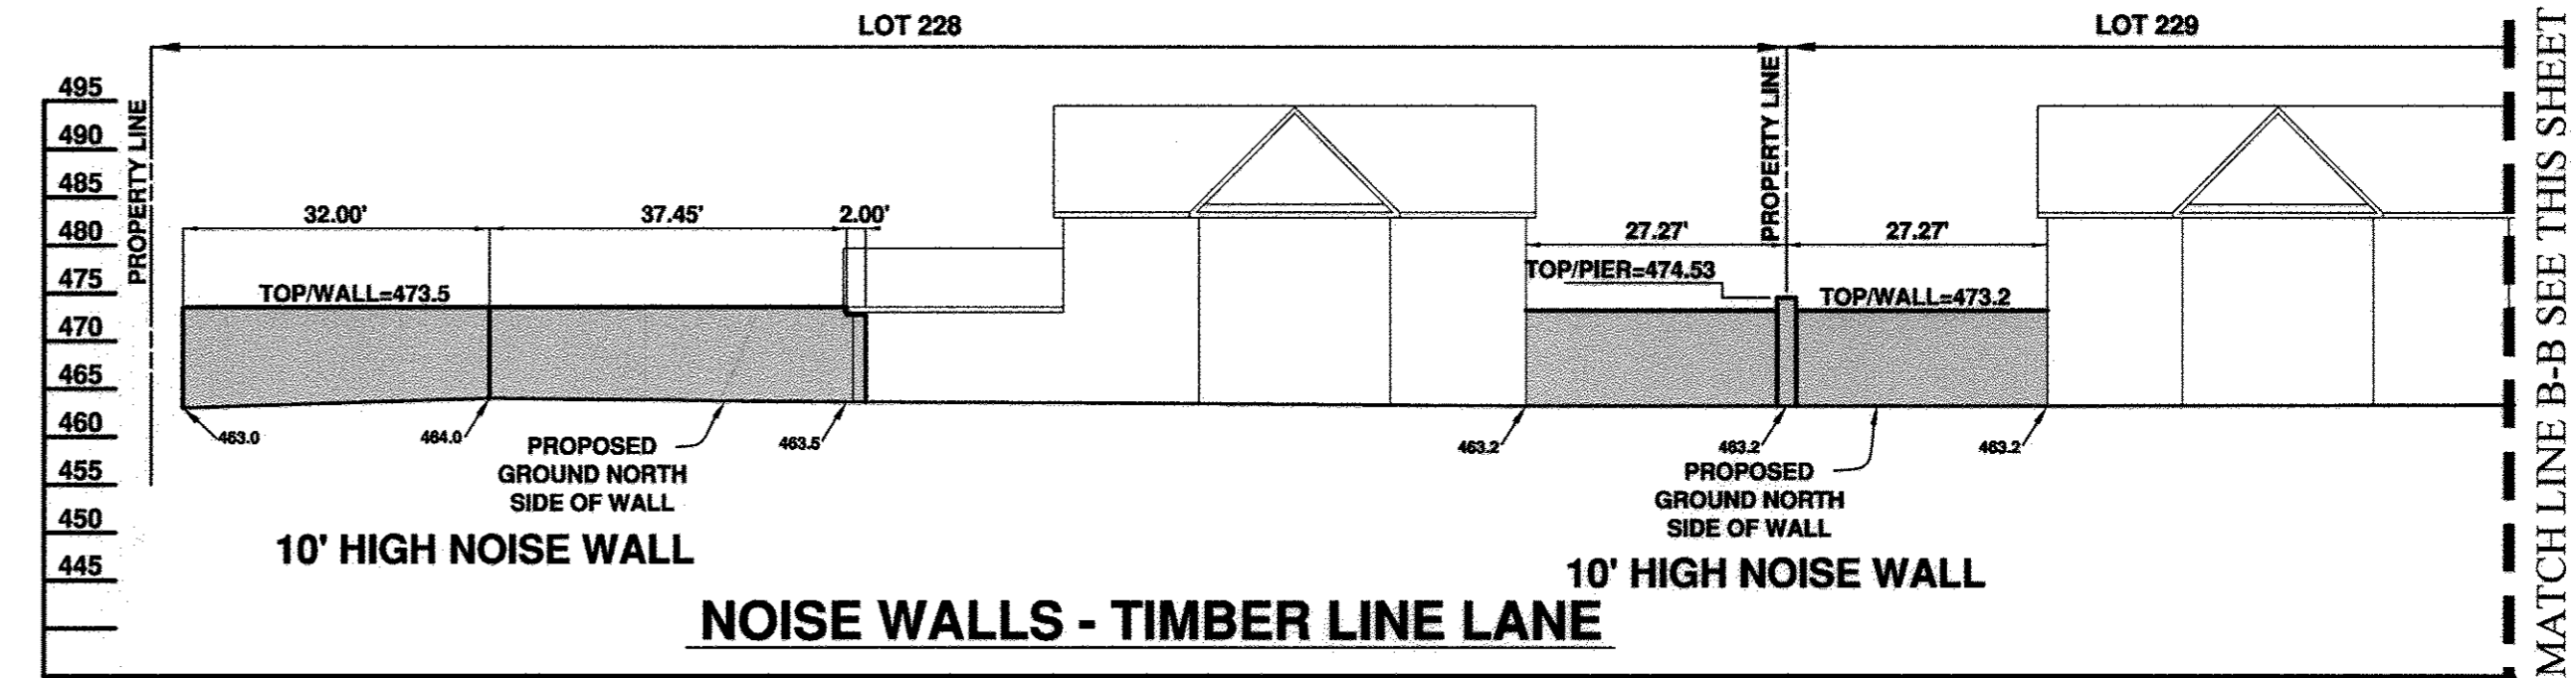 LOT 228
LOT 229
495
490
485
480
475
470
465
460
455
450
445
PROPERTY LINE
32.00'
37.45'
2.00'
TOP/WALL=473.5
463.0
464.0
463.5
PROPOSED
GROUND NORTH
SIDE OF WALL
10' HIGH NOISE WALL
PROPERTY LINE
27.27'
27.27'
TOP/PIER=474.53
TOP/WALL=473.2
463.2
463.2
463.2
PROPOSED
GROUND NORTH
SIDE OF WALL
10' HIGH NOISE WALL
NOISE WALLS - TIMBER LINE LANE
MATCH LINE B-B SEE THIS SHEET